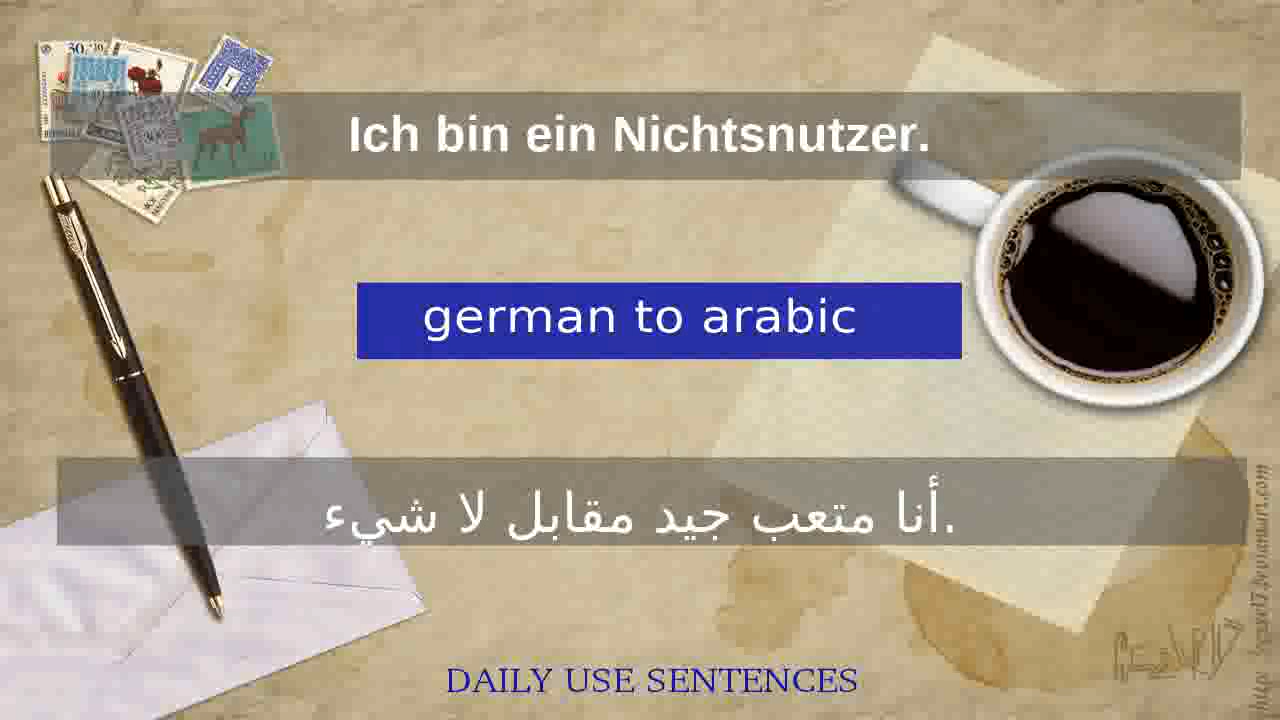 Ich bin ein Nichtsnutzer.
german to arabic
أنا متعب جيد مقابل لا شيء.
DAILY USE SENTENCES